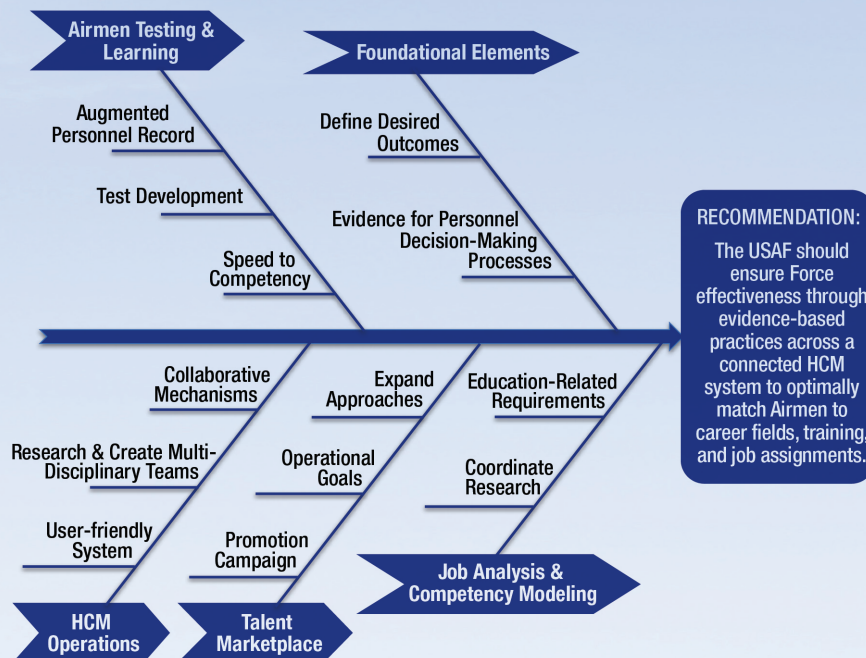 Airmen Testing &
Learning
Foundational Elements
Augmented
Personnel Record
Test Development
Speed to
Competency
Define Desired
Outcomes
Evidence for Personnel
Decision-Making
Processes
RECOMMENDATION:
The USAF should
ensure Force
effectiveness through
evidence-based
practices across a
connected HCM
system to optimally
match Airmen to
career fields, training,
and job assignments.
Collaborative
Mechanisms
Research & Create Multi-
Disciplinary Teams
User-friendly
System
Expand
Approaches
Operational
Goals
Promotion
Campaign
Education-Related
Requirements
Coordinate
Research
HCM
Operations
Talent
Marketplace
Job Analysis &
Competency Modeling